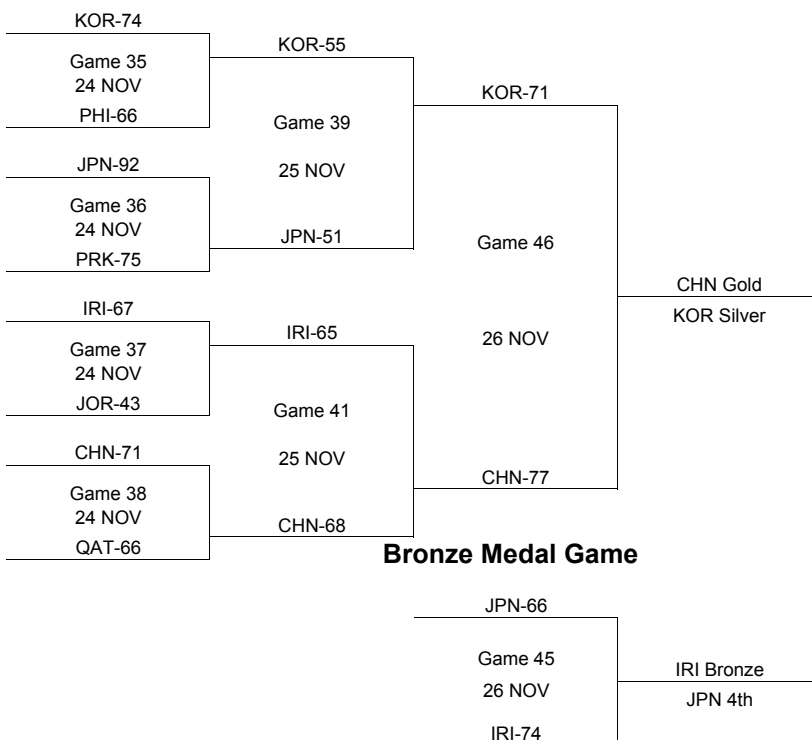 KOR-74
Game 35
24 NOV
PHI-66
JPN-92
Game 36
24 NOV
PRK-75
IRI-67
Game 37
24 NOV
JOR-43
CHN-71
Game 38
24 NOV
QAT-66
KOR-55
Game 39
25 NOV
JPN-51
IRI-65
Game 41
25 NOV
CHN-68
KOR-71
Game 46
26 NOV
CHN-77
CHN Gold
KOR Silver
Bronze Medal Game
JPN-66
Game 45
26 NOV
IRI-74
IRI Bronze
JPN 4th